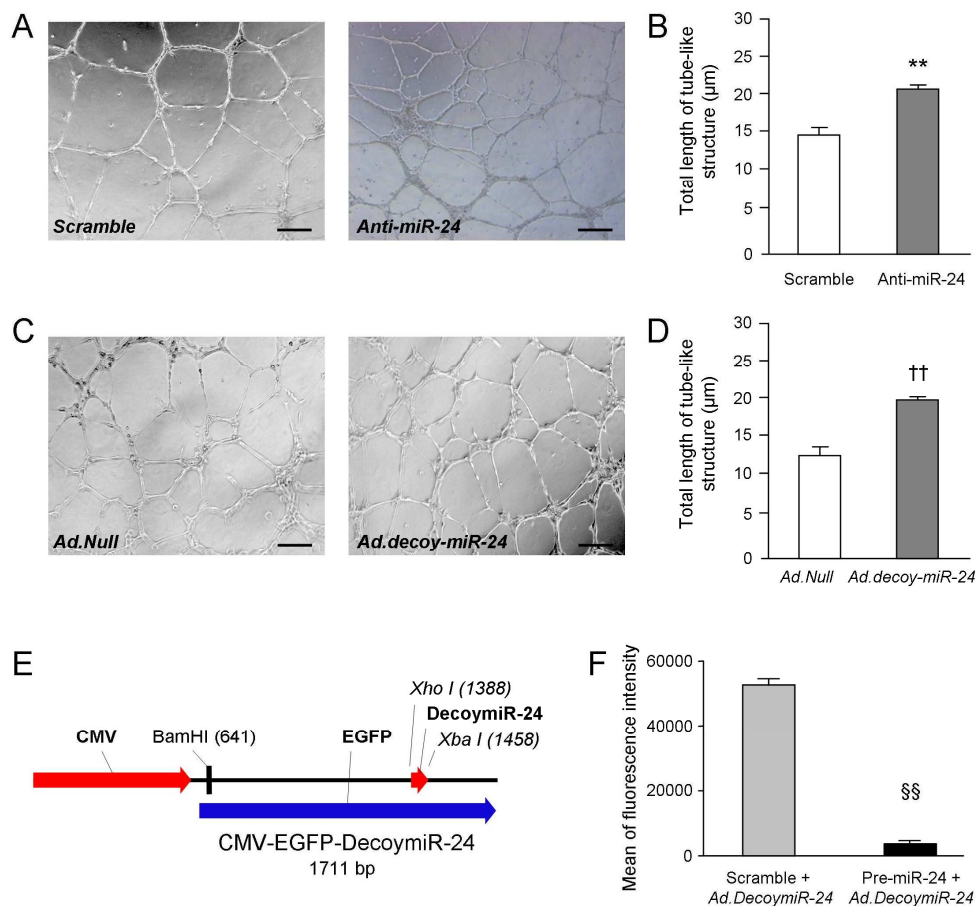 A
Scramble
Anti-miR-24
B
Total length of tube-like
structure (µm)
30
25
20
15
10
5
0
**
Scramble
Anti-miR-24
C
Ad.Null
Ad.decoy-miR-24
D
Total length of tube-like
structure (µm)
30
25
20
15
10
5
0
††
Ad.Null
Ad.decoy-miR-24
E
CMV
BamHI (641)
EGFP
Xho I (1388)
DecoymiR-24
Xba I (1458)
CMV-EGFP-DecoymiR-24
1711 bp
F
Mean of fluorescence intensity
60000
40000
20000
0
§§
Scramble +
Ad.DecoymiR-24
Pre-miR-24 +
Ad.DecoymiR-24